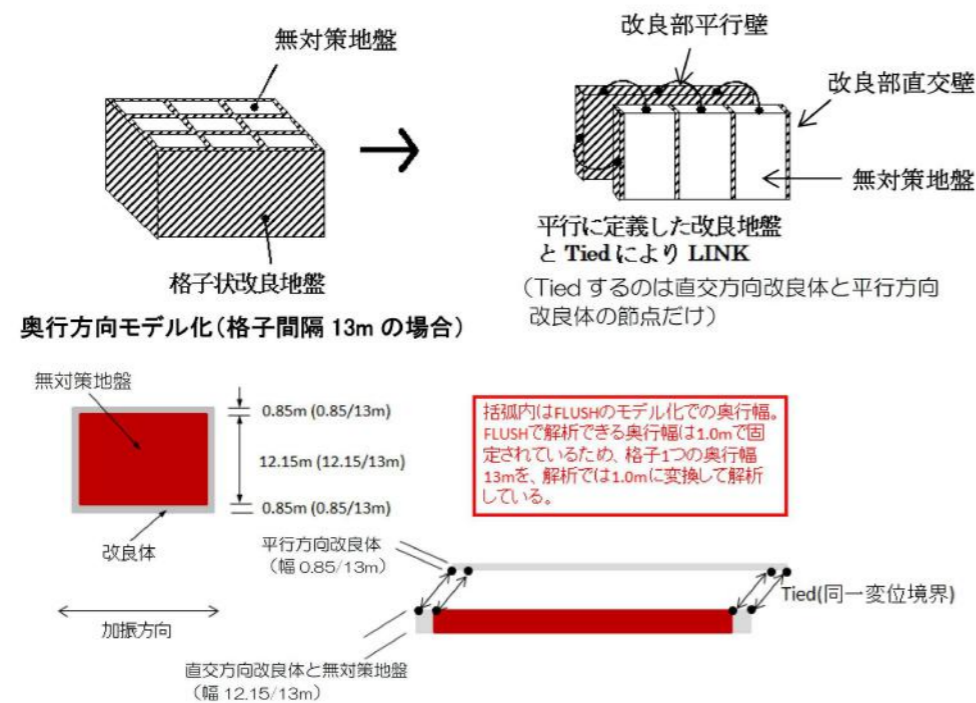 無対策地盤
格子状改良地盤
改良部平行壁
改良部直交壁
無対策地盤
平行に定義した改良地盤
と Tied により LINK
（Tied するのは直交方向改良体と平行方向
改良体の節点だけ）
奥行方向モデル化（格子間隔 13m の場合）
無対策地盤
0.85m (0.85/13m)
12.15m (12.15/13m)
0.85m (0.85/13m)
改良体
加振方向
括弧内はFLUSHのモデル化での奥行幅。
FLUSHで解析できる奥行幅は1.0mで固
定されているため、格子1つの奥行幅
13mを、解析では1.0mに変換して解析
している。
平行方向改良体
（幅 0.85/13m）
Tied(同一変位境界)
直交方向改良体と無対策地盤
（幅 12.15/13m）